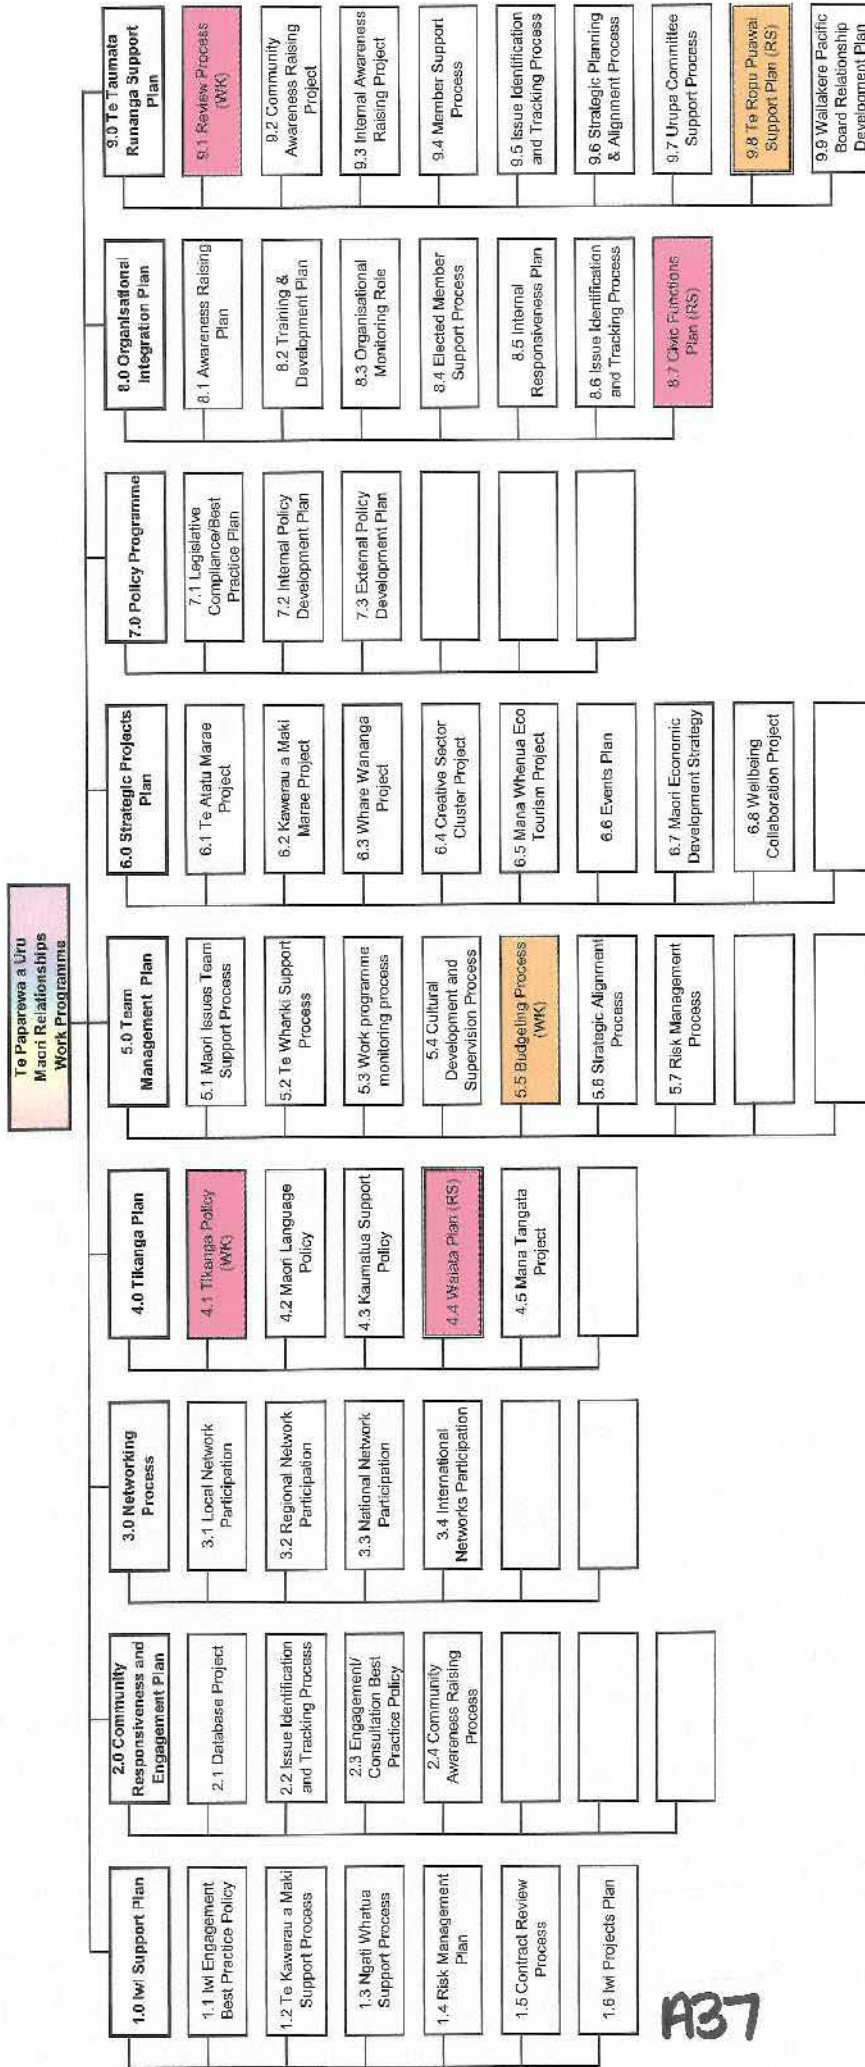 Te Paparewa a Uru
Maori Relationships
Work Programme
1.0 Iwi Support Plan
1.1 Iwi Engagement
Best Practice Policy
1.2 Te Kawerau a Maki
Support Process
1.3 Ngati Whatua
Support Process
1.4 Risk Management
Plan
1.5 Contract Review
Process
1.6 Iwi Projects Plan
2.0 Community
Responsiveness and
Engagement Plan
2.1 Database Project
2.2 Issue Identification
and Tracking Process
2.3 Engagement/
Consultation Best
Practice Policy
2.4 Community
Awareness Raising
Process
3.0 Networking
Process
3.1 Local Network
Participation
3.2 Regional Network
Participation
3.3 National Network
Participation
3.4 International
Networks Participation
4.0 Tikanga Plan
4.1 Tikanga Policy
(WK)
4.2 Maori Language
Policy
4.3 Kaumatua Support
Policy
4.4 Waiata Plan (RS)
4.5 Mana Tangata
Project
5.0 Team
Management Plan
5.1 Maori Issues Team
Support Process
5.2 Te Whariki Support
Process
5.3 Work programme
monitoring process
5.4 Cultural
Development and
Supervision Process
5.5 Budgeting Process
(WK)
5.6 Strategic Alignment
Process
5.7 Risk Management
Process
6.0 Strategic Projects
Plan
6.1 Te Atatu Marae
Project
6.2 Kawerau a Maki
Marae Project
6.3 Whare Wananga
Project
6.4 Creative Sector
Cluster Project
6.5 Mana Whenua Eco
Tourism Project
6.6 Events Plan
6.7 Maori Economic
Development Strategy
6.8 Wellbeing
Collaboration Project
7.0 Policy Programme
7.1 Legislative
Compliance/Best
Practice Plan
7.2 Internal Policy
Development Plan
7.3 External Policy
Development Plan
8.0 Organisational
Integration Plan
8.1 Awareness Raising
Plan
8.2 Training &
Development Plan
8.3 Organisational
Monitoring Role
8.4 Elected Member
Support Process
8.5 Internal
Responsiveness Plan
8.6 Issue Identification
and Tracking Process
8.7 Civic Functions
Plan (RS)
9.0 Te Taumata
Runanga Support
Plan
9.1 Review Process
(WK)
9.2 Community
Awareness Raising
Project
9.3 Internal Awareness
Raising Project
9.4 Member Support
Process
9.5 Issue Identification
and Tracking Process
9.6 Strategic Planning
& Alignment Process
9.7 Urupa Committee
Support Process
9.8 Te Ropu Puawai
Support Plan (RS)
9.9 Waitakere Pacific
Board Relationship
Development Plan
A37